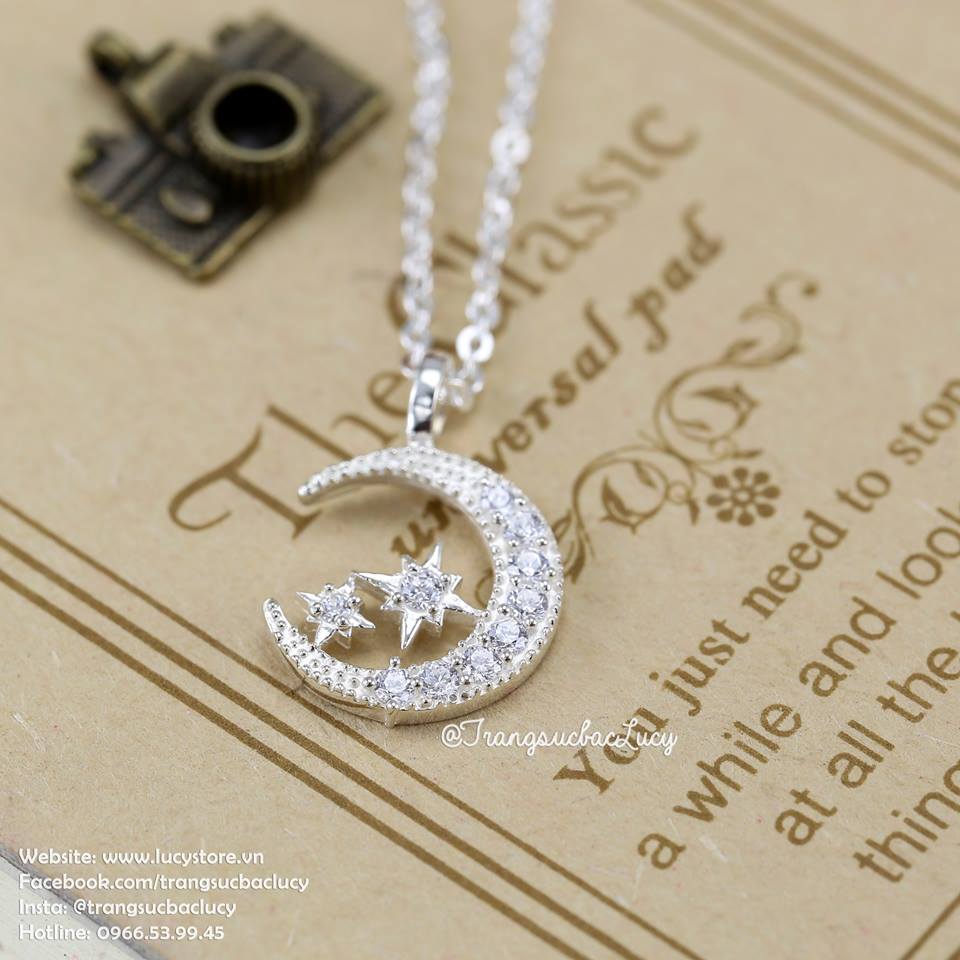 The Classic
universal pad
You just need to stop
a while and look
at all the
thing
@TrangsucbacLucy
Website: www.lucystore.vn
Facebook.com/trangsucbaclucy
Insta: @trangsucbaclucy
Hotline: 0966.53.99.45